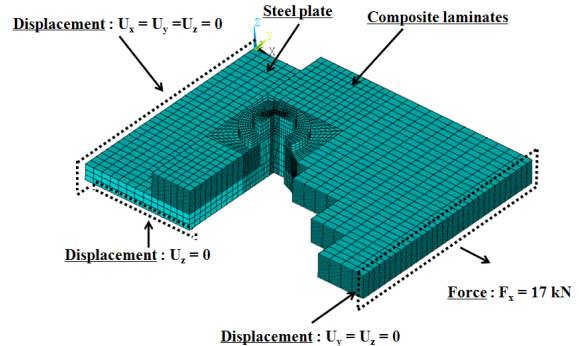 Displacement : Ux = Uy =Uz = 0
Steel plate
Composite laminates
Z
Y
X
Displacement : Uz = 0
Force : Fx = 17 kN
Displacement : Uy = Uz = 0